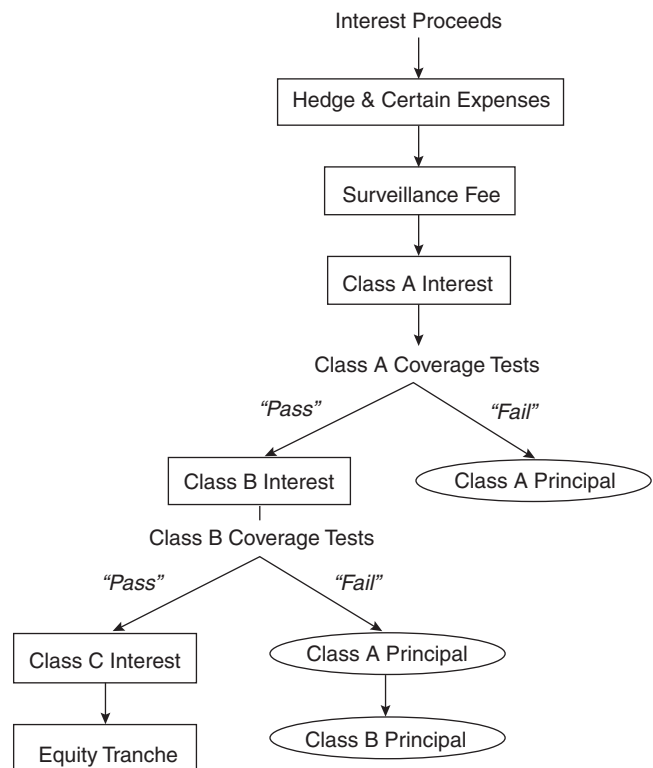 Interest Proceeds
Hedge & Certain Expenses
Surveillance Fee
Class A Interest
Class A Coverage Tests
“Pass”
“Fail”
Class B Interest
Class A Principal
Class B Coverage Tests
“Pass”
“Fail”
Class C Interest
Class A Principal
Equity Tranche
Class B Principal